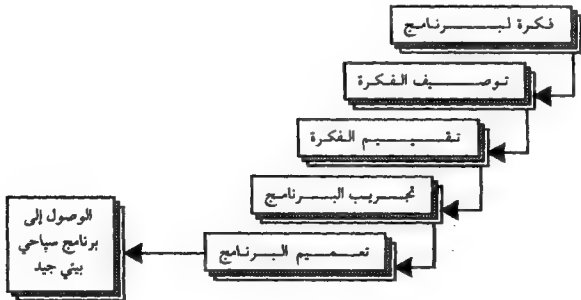 فكرة لبرنامج
توصيف الفكرة
تقييم الفكرة
تجريب البرنامج
تعميم البرنامج
الوصول إلى
برنامج سياحي
بيئي جيد